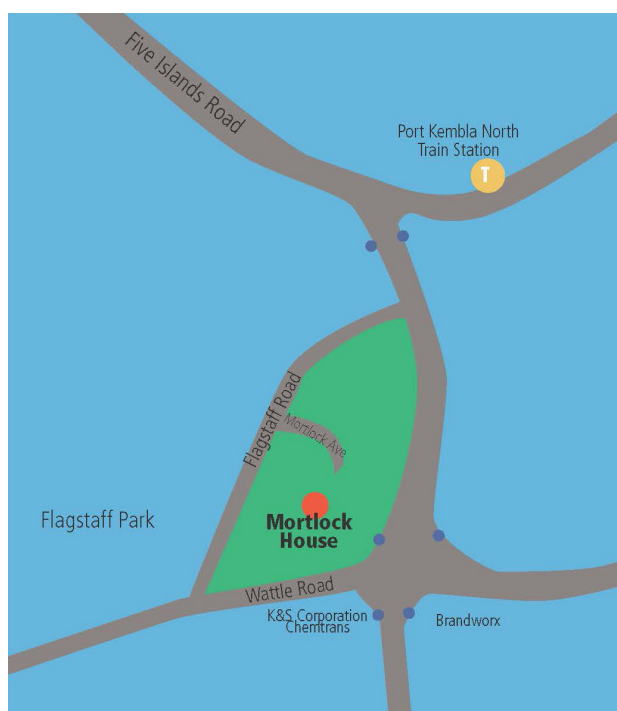 Five Islands Road
Port Kembla North
Train Station
T
Flagstaff Road
Mortlock Ave
Flagstaff Park
Mortlock
House
Wattle Road
K&S Corporation
Chemtrans
Brandworx